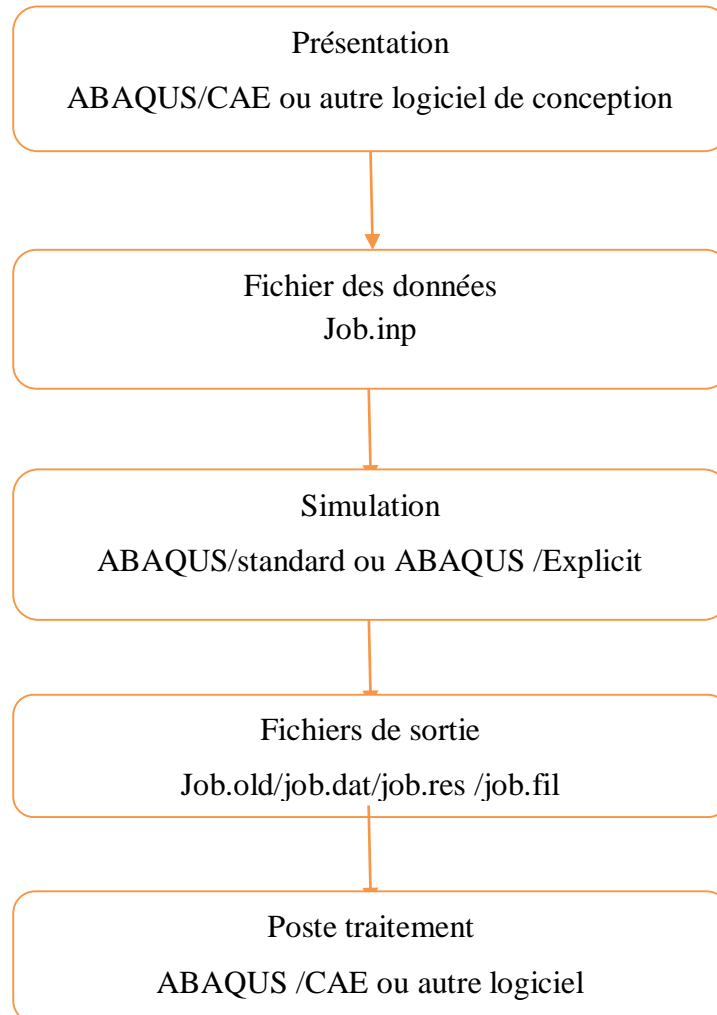 Présentation
ABAQUS/CAE ou autre logiciel de conception
Fichier des données
Job.inp
Simulation
ABAQUS/standard ou ABAQUS /Explicit
Fichiers de sortie
Job.old/job.dat/job.res /job.fil
Poste traitement
ABAQUS /CAE ou autre logiciel